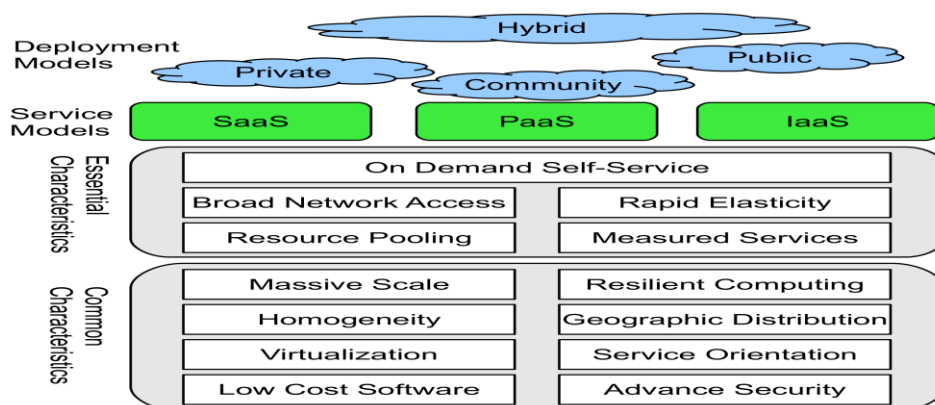 Hybrid
Deployment
Models
Private
Public
Community
Service
Models
SaaS
PaaS
IaaS
Essential
Characteristics
On Demand Self-Service
Broad Network Access
Rapid Elasticity
Resource Pooling
Measured Services
Common
Characteristics
Massive Scale
Resilient Computing
Homogeneity
Geographic Distribution
Virtualization
Service Orientation
Low Cost Software
Advance Security